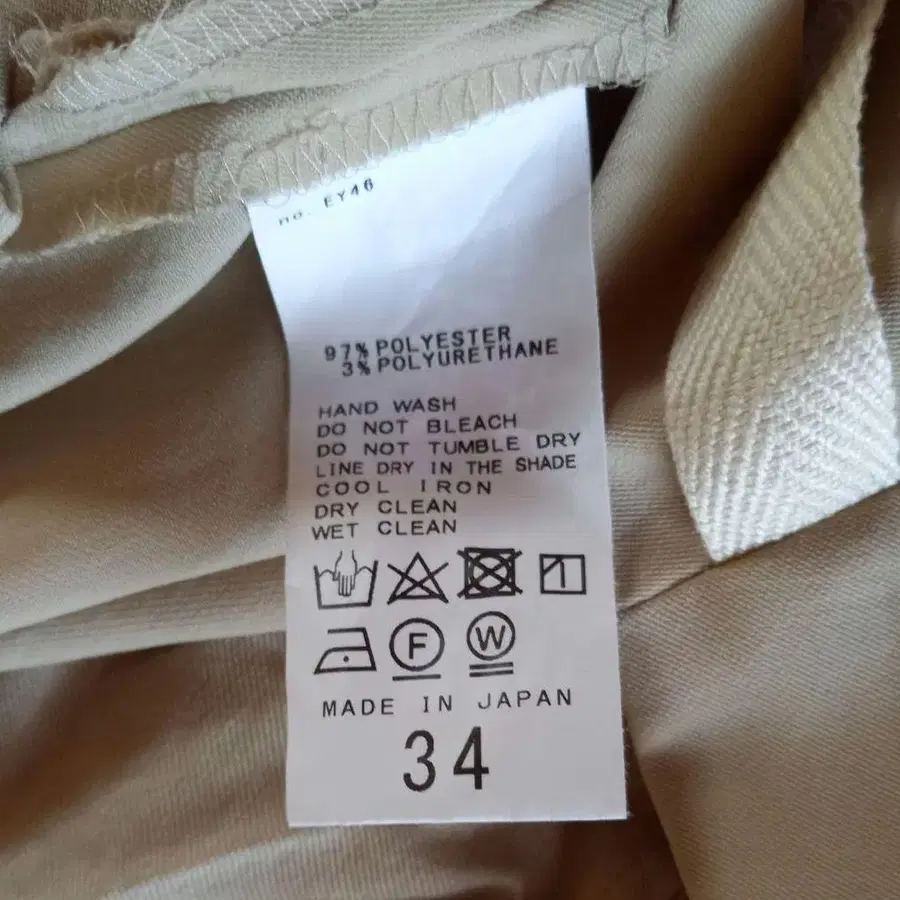 no. EY46
97% POLYESTER
3% POLYURETHANE
HAND WASH
DO NOT BLEACH
DO NOT TUMBLE DRY
LINE DRY IN THE SHADE
COOL IRON
DRY CLEAN
WET CLEAN
F W
MADE IN JAPAN
34